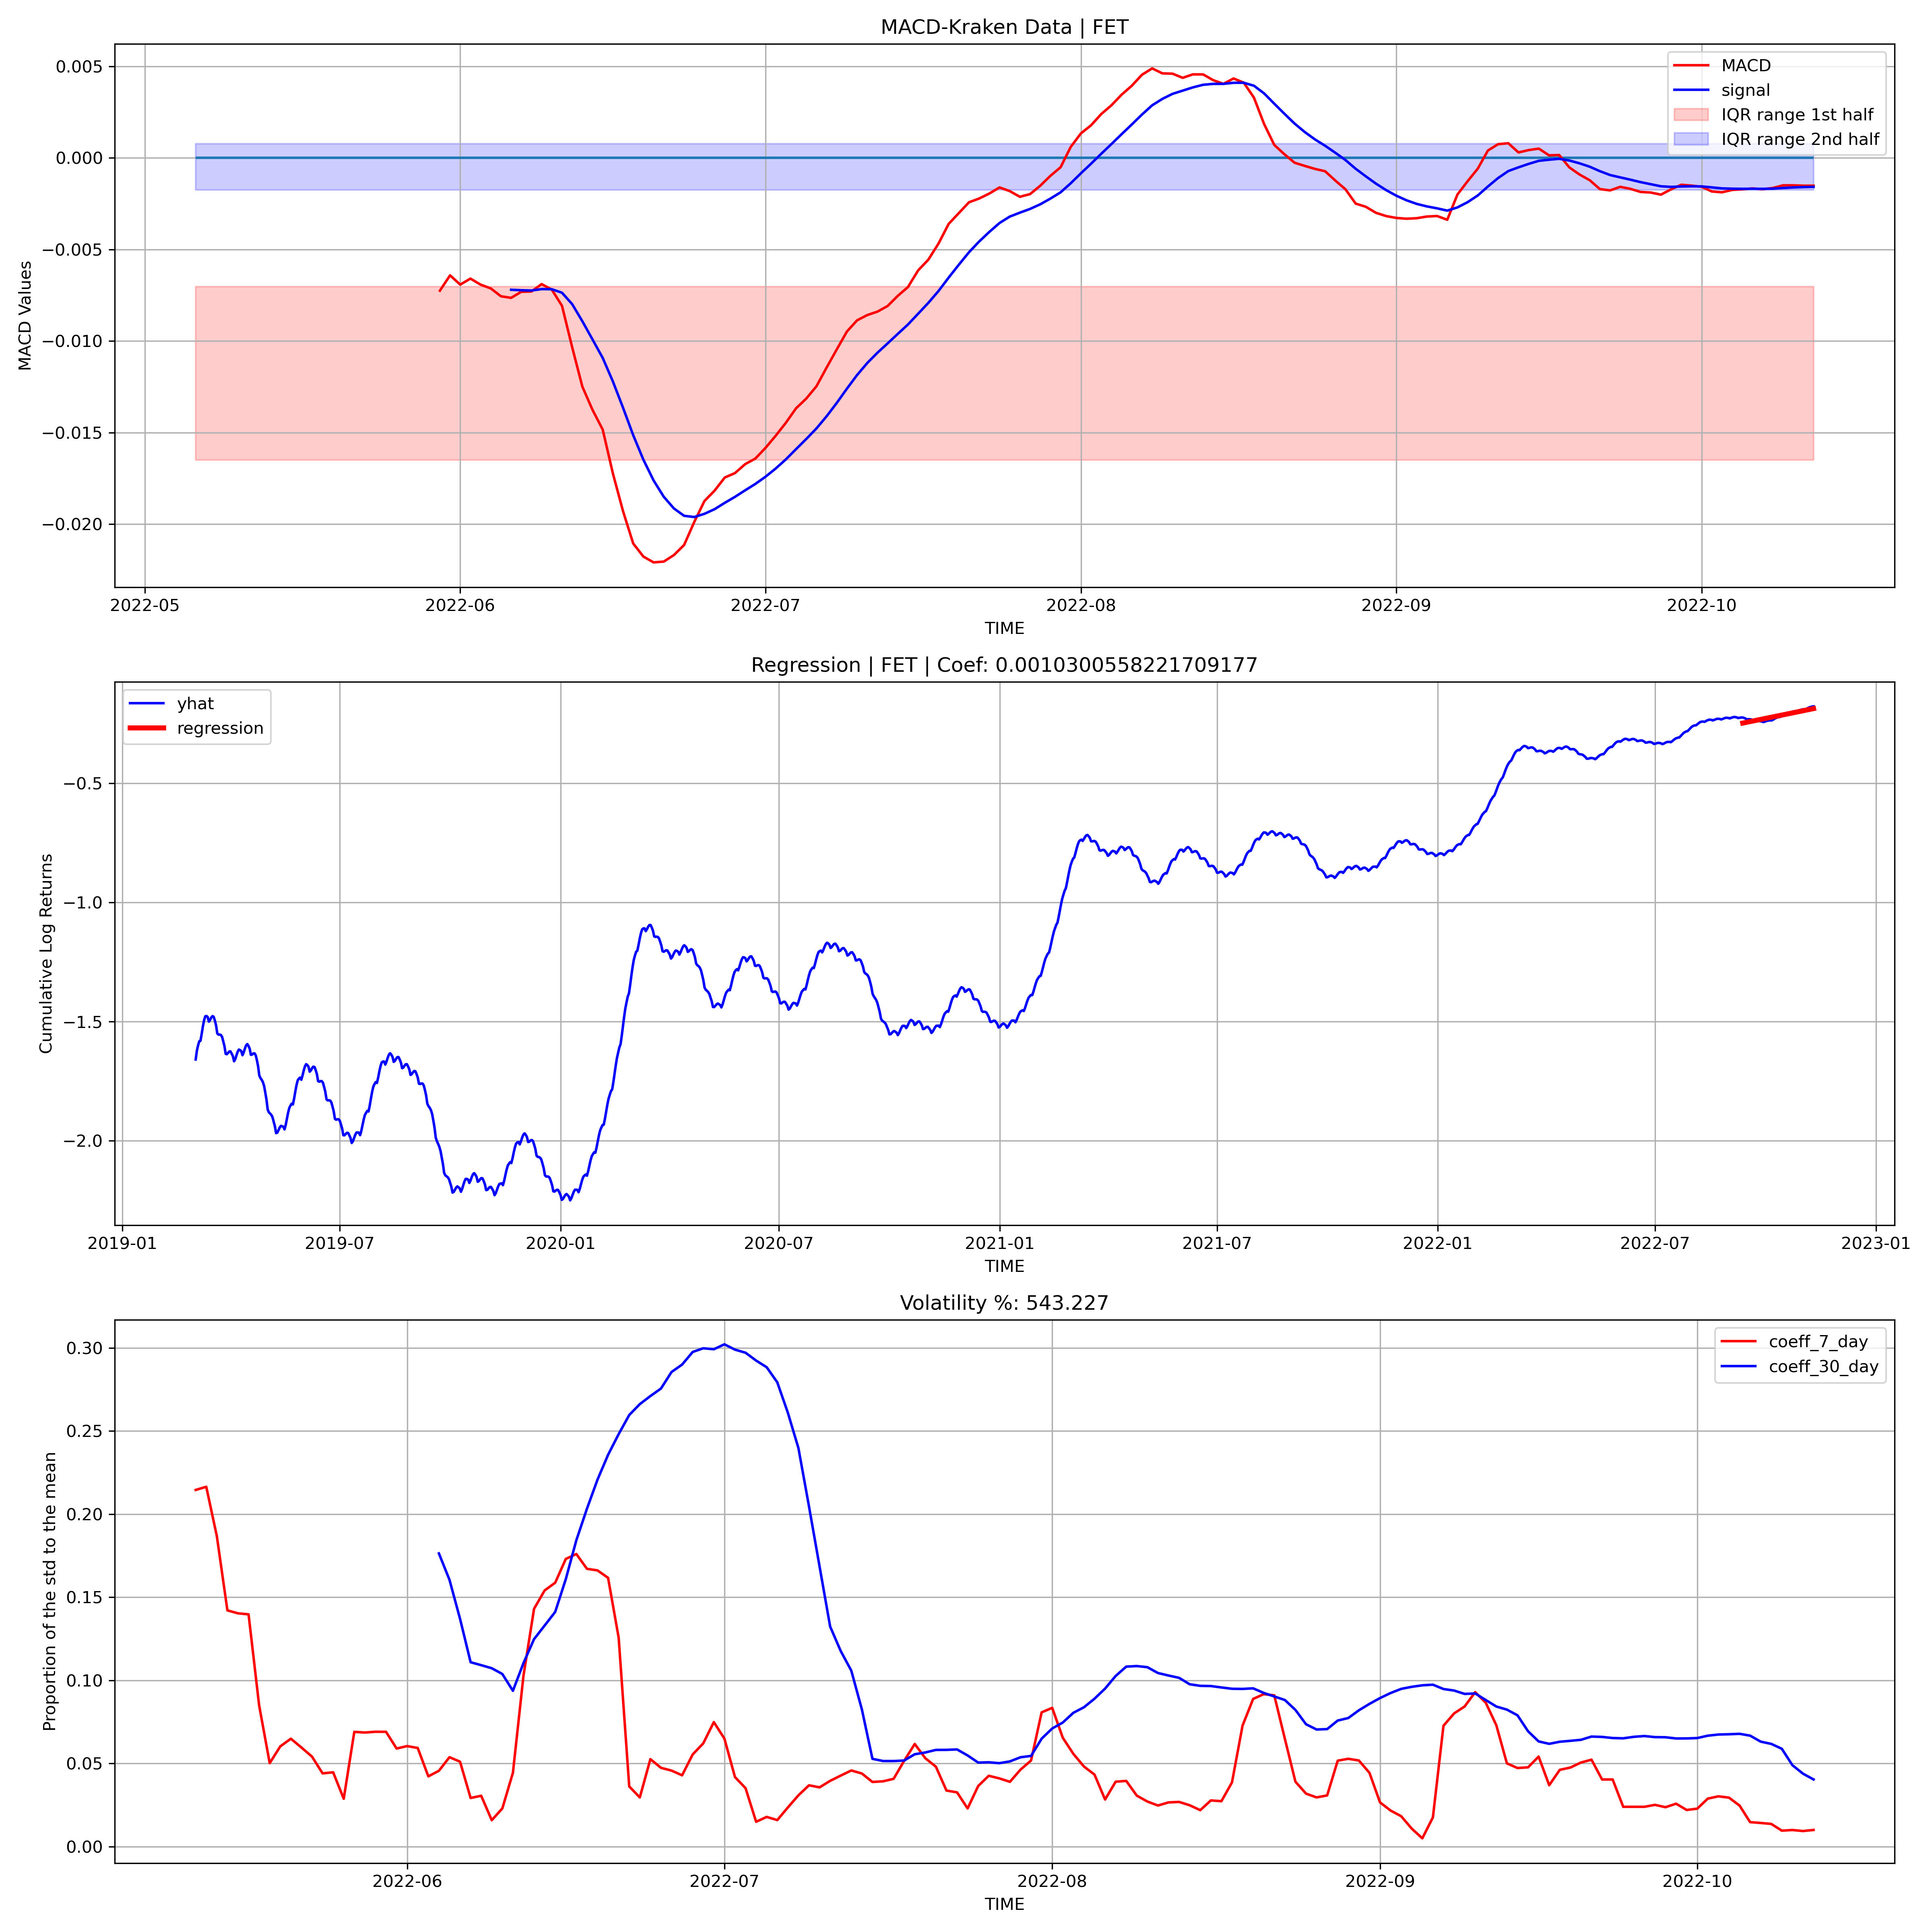 MACD-Kraken Data | FET
MACD
signal
IQR range 1st half
IQR range 2nd half
0.005
0.000
−0.005
−0.010
−0.015
−0.020
MACD Values
2022-05 2022-06 2022-07 2022-08 2022-09 2022-10
TIME
Regression | FET | Coef: 0.0010300558221709177
yhat
regression
−0.5
−1.0
−1.5
−2.0
Cumulative Log Returns
2019-01 2019-07 2020-01 2020-07 2021-01 2021-07 2022-01 2022-07 2023-01
TIME
Volatility %: 543.227
coeff_7_day
coeff_30_day
0.30
0.25
0.20
0.15
0.10
0.05
0.00
Proportion of the std to the mean
2022-06 2022-07 2022-08 2022-09 2022-10
TIME